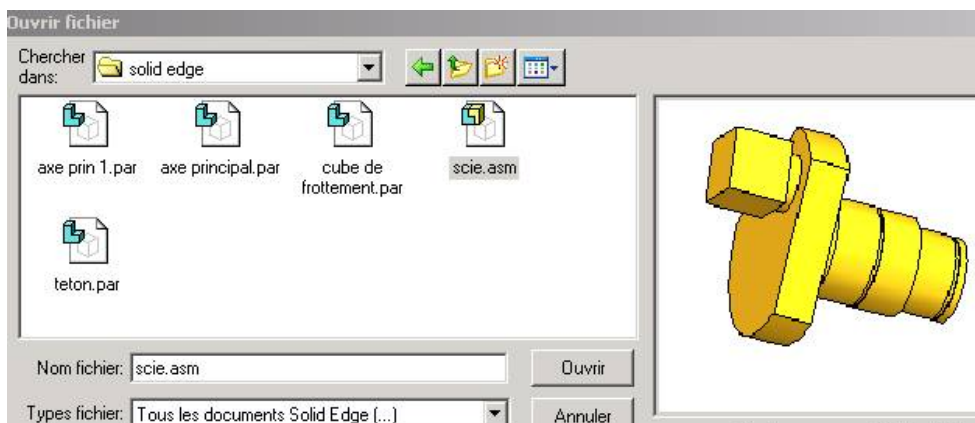 Ouvrir fichier
Chercher
dans:
solid edge
axe prin 1.par
axe principal.par
cube de
frottement.par
scie.asm
teton.par
Nom fichier: scie.asm
Ouvrir
Types fichier: Tous les documents Solid Edge (...)
Annuler